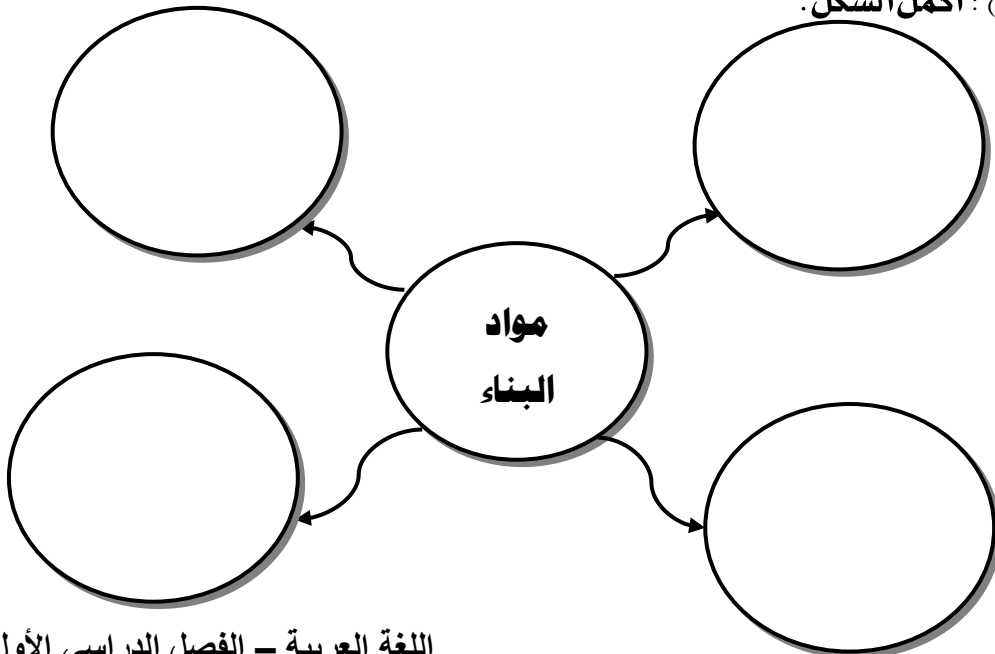 ) : أكمل الشكل .
مواد
البناء
اللغة العربية – الفصل الدراسي الأول